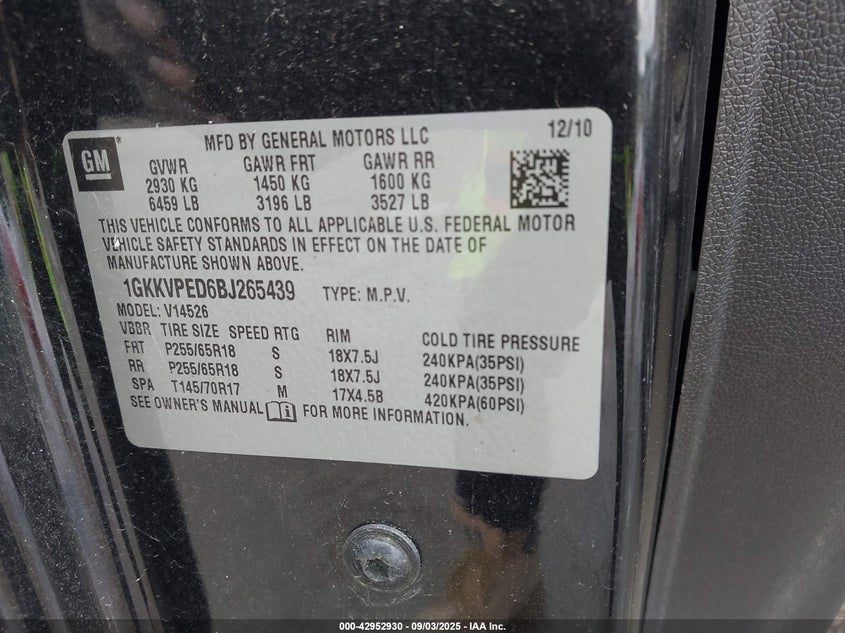 MFD BY GENERAL MOTORS LLC 12/10
GM
GVWR GAWR FRT GAWR RR
2930 KG 1450 KG 1600 KG
6459 LB 3196 LB 3527 LB
THIS VEHICLE CONFORMS TO ALL APPLICABLE U.S. FEDERAL MOTOR
VEHICLE SAFETY STANDARDS IN EFFECT ON THE DATE OF
MANUFACTURE SHOWN ABOVE.
1GKKVPED6BJ265439 TYPE: M.P.V.
MODEL: V14526
VBBR TIRE SIZE SPEED RTG RIM COLD TIRE PRESSURE
FRT P255/65R18 S 18X7.5J 240KPA(35PSI)
RR P255/65R18 S 18X7.5J 240KPA(35PSI)
SPA T145/70R17 M 17X4.5B 420KPA(60PSI)
SEE OWNER'S MANUAL FOR MORE INFORMATION.
000-42952930 - 09/03/2025 - IAA Inc.